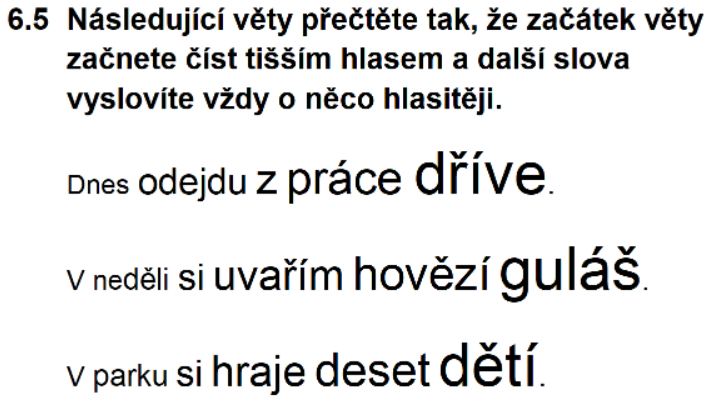 6.5 Následující věty přečtěte tak, že začátek věty
začnete číst tišším hlasem a další slova
vyslovíte vždy o něco hlasitěji.
Dnes odejdu z práce dříve.
V neděli si uvařím hovězí guláš.
V parku si hraje deset dětí.